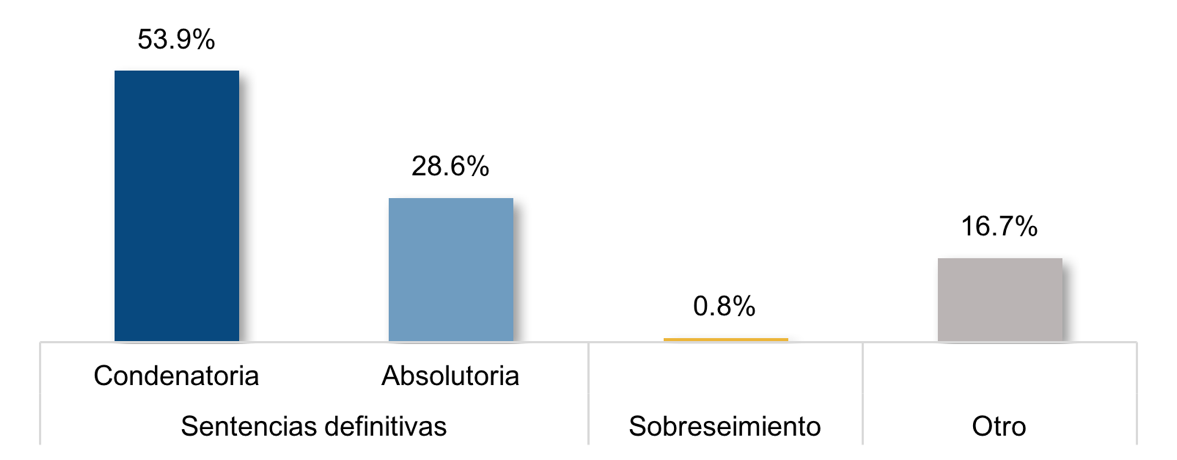 53.9%
28.6%
16.7%
0.8%
Condenatoria
Absolutoria
Sentencias definitivas
Sobreseimiento
Otro